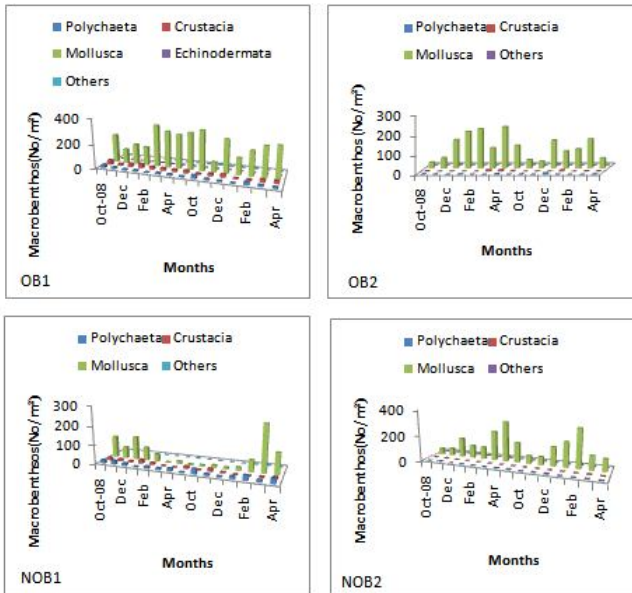 Polychaeta Crustacia
Mollusca Echinodermata
Others
Macrobenthos(No/m²)
400
200
0
Oct-08 Dec Feb Apr Oct Dec Feb Apr
Months
OB1
Polychaeta Crustacia
Mollusca Others
Macrobenthos(No/m²)
300
200
100
0
Oct-08 Dec Feb Apr Oct Dec Feb Apr
Months
OB2
Polychaeta Crustacia
Mollusca Others
Macrobenthsos(No/m²)
300
200
100
0
Oct-08 Dec Feb Apr Oct Dec Feb Apr
Months
NOB1
Polychaeta Crustacia
Mollusca Others
Macrobenthos(No/m²)
400
200
0
Oct-08 Dec Feb Apr Oct Dec Feb Apr
Months
NOB2